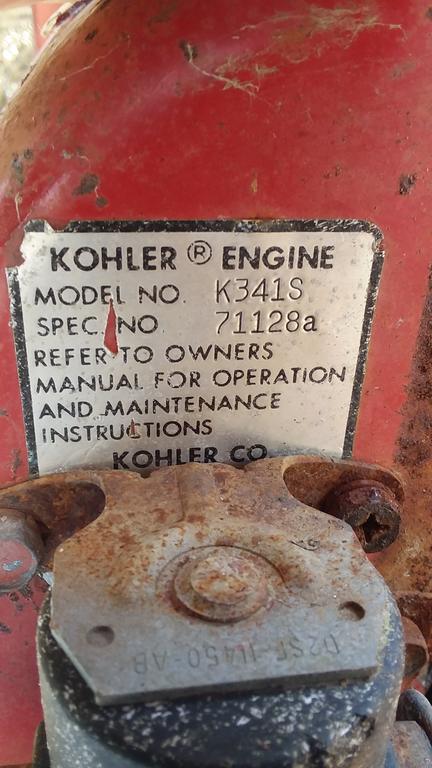 KOHLER ® ENGINE
MODEL NO. K341S
SPEC. NO. 71128a
REFER TO OWNERS
MANUAL FOR OPERATION
AND MAINTENANCE
INSTRUCTIONS
KOHLER CO.
D2SF-11450-AB